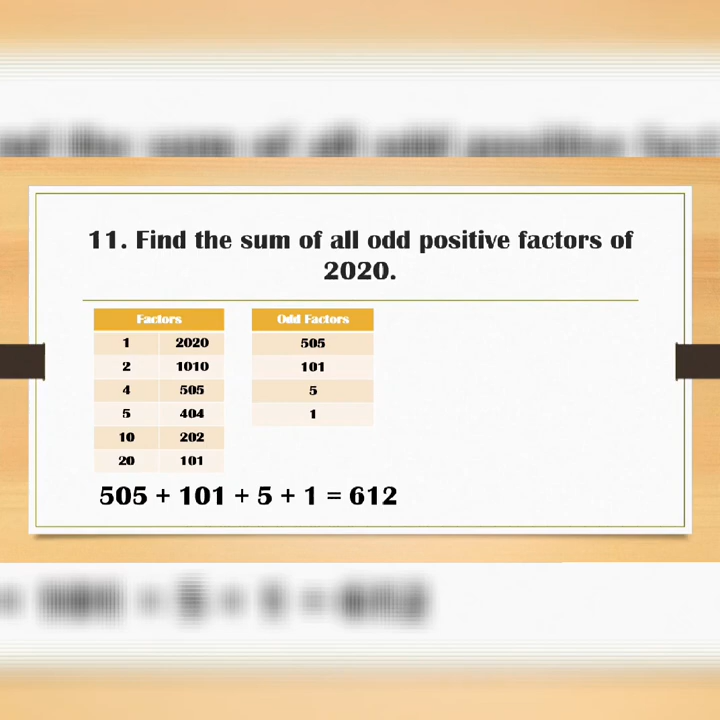 11. Find the sum of all odd positive factors of
2020.
Factors
Odd Factors
1 2020
505
2 1010
101
4 505
5
5 404
1
10 202
20 101
505 + 101 + 5 + 1 = 612